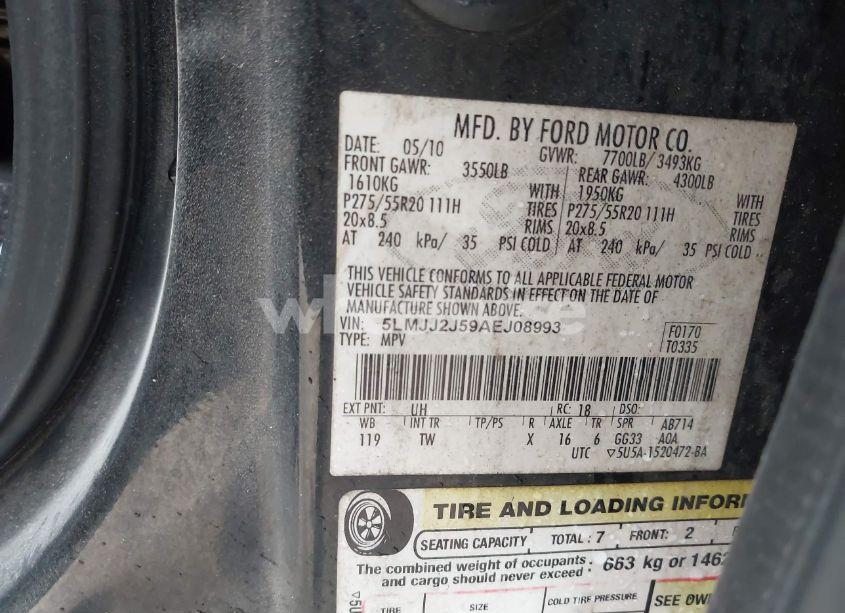 MFD. BY FORD MOTOR CO.
DATE: 05/10 GVWR: 7700LB/ 3493KG
FRONT GAWR: 3550LB REAR GAWR: 4300LB
1610KG WITH 1950KG WITH
P275/55R20 111H TIRES P275/55R20 111H TIRES
20x8.5 RIMS 20x8.5 RIMS
AT 240 kPa/ 35 PSI COLD AT 240 kPa/ 35 PSI COLD
THIS VEHICLE CONFORMS TO ALL APPLICABLE FEDERAL MOTOR
VEHICLE SAFETY STANDARDS IN EFFECT ON THE DATE OF
MANUFACTURE SHOWN ABOVE.
VIN: 5LMJJ2J59AEJ08993 F0170
TYPE: MPV T0335
EXT PNT: UH RC: 18 DSO:
WB INT TR TP/PS R AXLE TR SPR AB714
119 TW X 16 6 GG33 AOA
UTC ▽5U5A-1520472-BA
TIRE AND LOADING INFOR
SEATING CAPACITY TOTAL: 7 FRONT: 2
The combined weight of occupants : 663 kg or 1462
and cargo should never exceed
TIRE SIZE COLD TIRE PRESSURE SEE OWN